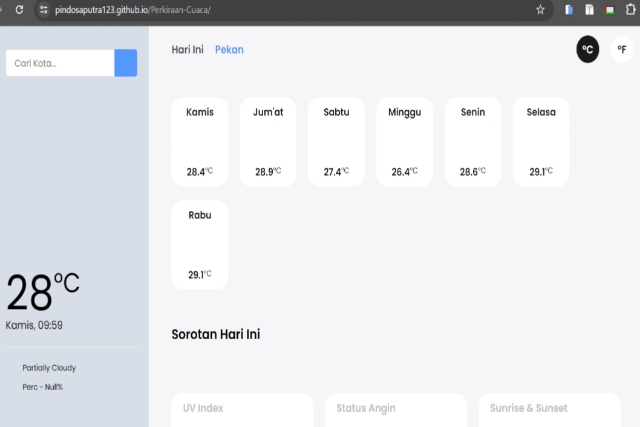 pindosaputra123.github.io/Perkiraan-Cuaca/
Cari Kota...
Hari Ini Pekan
°C °F
Kamis Jum'at Sabtu Minggu Senin Selasa
28.4°C 28.9°C 27.4°C 26.4°C 28.6°C 29.1°C
Rabu
29.1°C
28°C
Kamis, 09:59
Partially Cloudy
Perc - Null%
Sorotan Hari Ini
UV Index Status Angin Sunrise & Sunset